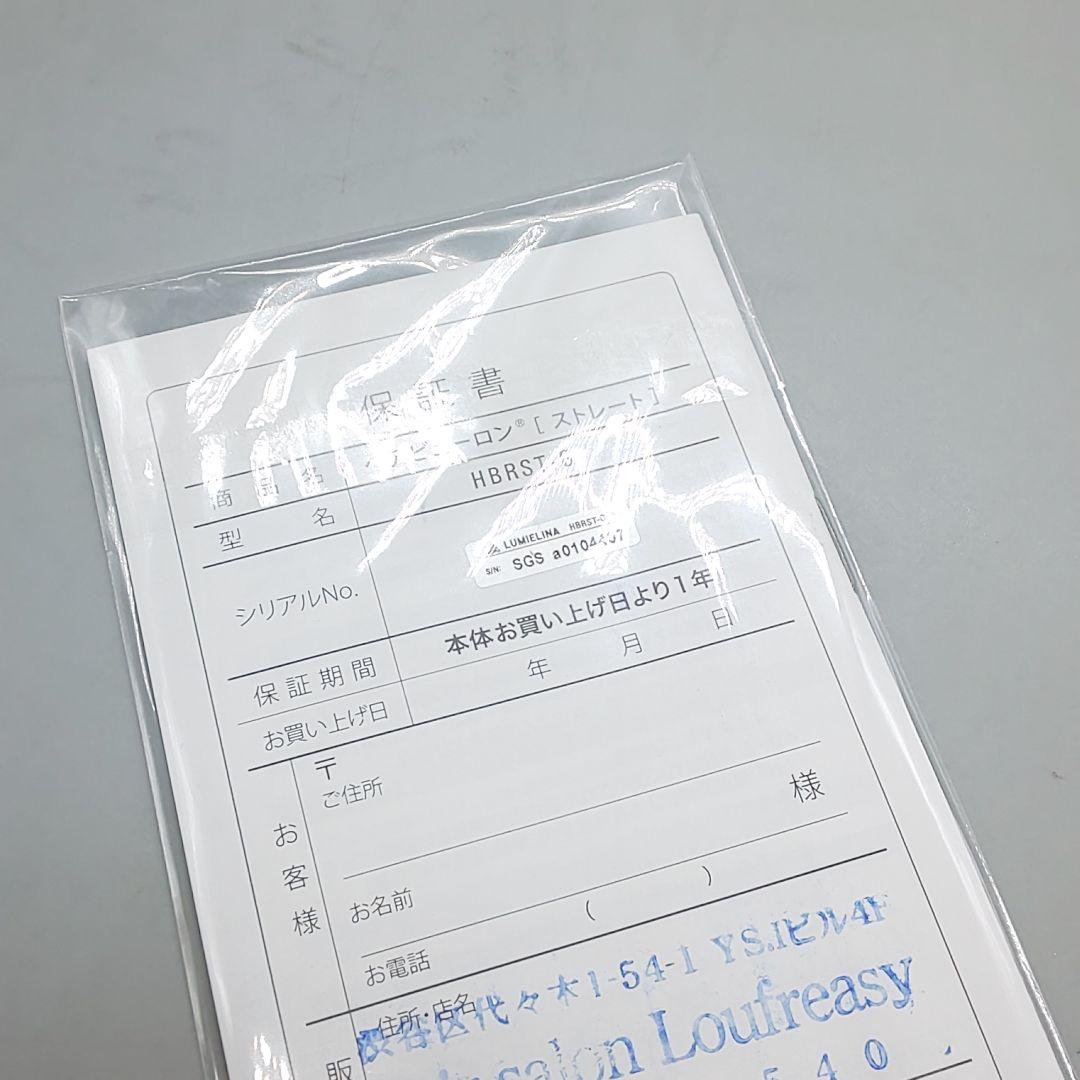 保証書
商品名 ーロン® [ストレート]
型名 HBRST
LUMIELINA HBRST-
シリアルNo. S/N: SGS
保証期間 本体お買い上げ日より1年
お買い上げ日 年 月 日
お客様
〒
ご住所
様
お名前
お電話 ( )
住所・店名
渋谷区代々木1-54-1 YS.Iビル4F
salon Loufreasy
540
販